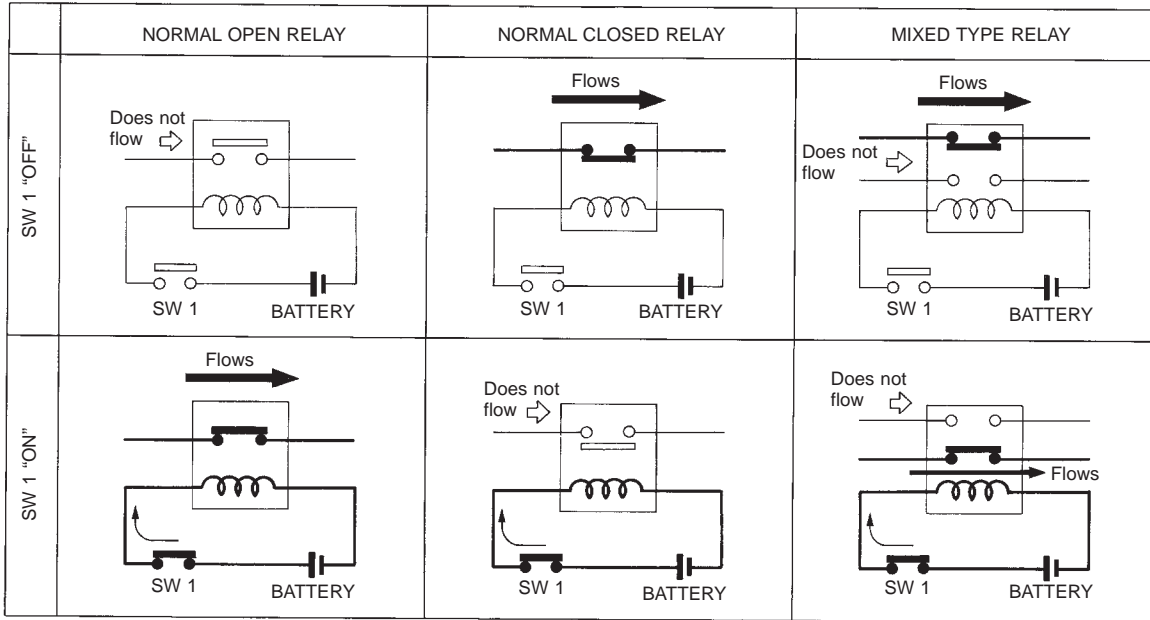 NORMAL OPEN RELAY
NORMAL CLOSED RELAY
MIXED TYPE RELAY
SW 1 “OFF”
Does not
flow
SW 1
BATTERY
Flows
SW 1
BATTERY
Flows
Does not
flow
SW 1
BATTERY
SW 1 “ON”
Flows
SW 1
BATTERY
Does not
flow
SW 1
BATTERY
Does not
flow
Flows
SW 1
BATTERY